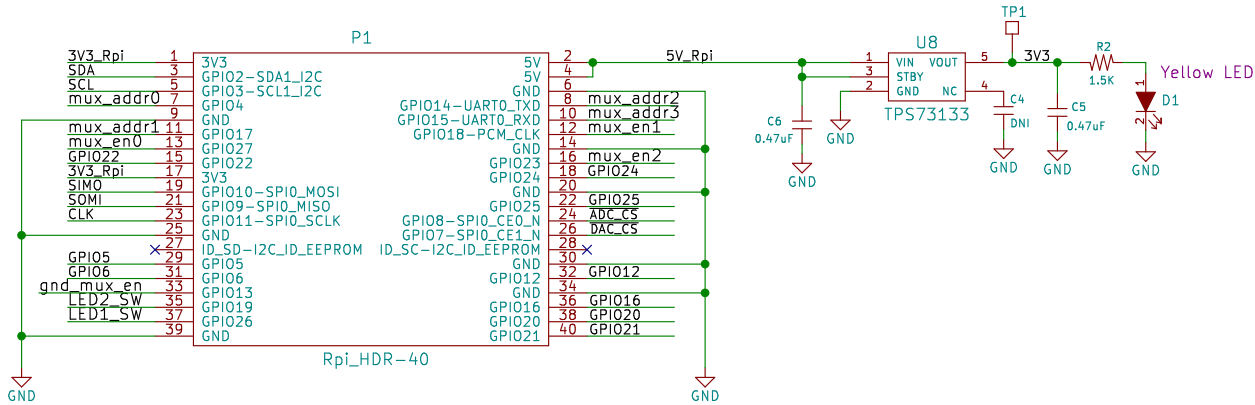 P1
3V3_Rpi 1 3V3 5V 2 5V_Rpi
SDA 3 GPIO2-SDA1_I2C 5V 4
SCL 5 GPIO3-SCL1_I2C GND 6
mux_addr0 7 GPIO4 GPIO14-UART0_TXD 8 mux_addr2
9 GND GPIO15-UART0_RXD 10 mux_addr3
mux_addr1 11 GPIO17 GPIO18-PCM_CLK 12 mux_en1
mux_en0 13 GPIO27 GND 14
GPIO22 15 GPIO22 GPIO23 16 mux_en2
3V3_Rpi 17 3V3 GPIO24 18 GPIO24
SIMO 19 GPIO10-SPI0_MOSI GND 20
SOMI 21 GPIO9-SPI0_MISO GPIO25 22 GPIO25
CLK 23 GPIO11-SPI0_SCLK GPIO8-SPI0_CE0_N 24 ADC_CS
25 GND GPIO7-SPI0_CE1_N 26 DAC_CS
27 ID_SD-I2C_ID_EEPROM ID_SC-I2C_ID_EEPROM 28
GPIO5 29 GPIO5 GND 30
GPIO6 31 GPIO6 GPIO12 32 GPIO12
gnd_mux_en 33 GPIO13 GND 34
LED2_SW 35 GPIO19 GPIO16 36 GPIO16
LED1_SW 37 GPIO26 GPIO20 38 GPIO20
39 GND GPIO21 40 GPIO21
Rpi_HDR-40
GND
GND
TP1
U8
1 VIN VOUT 5 3V3
3 STBY
2 GND NC 4
TPS73133
R2
1.5K
Yellow LED
C6
0.47uF
GND
GND
C4
DNI
GND
C5
0.47uF
GND
1
D1
2
GND